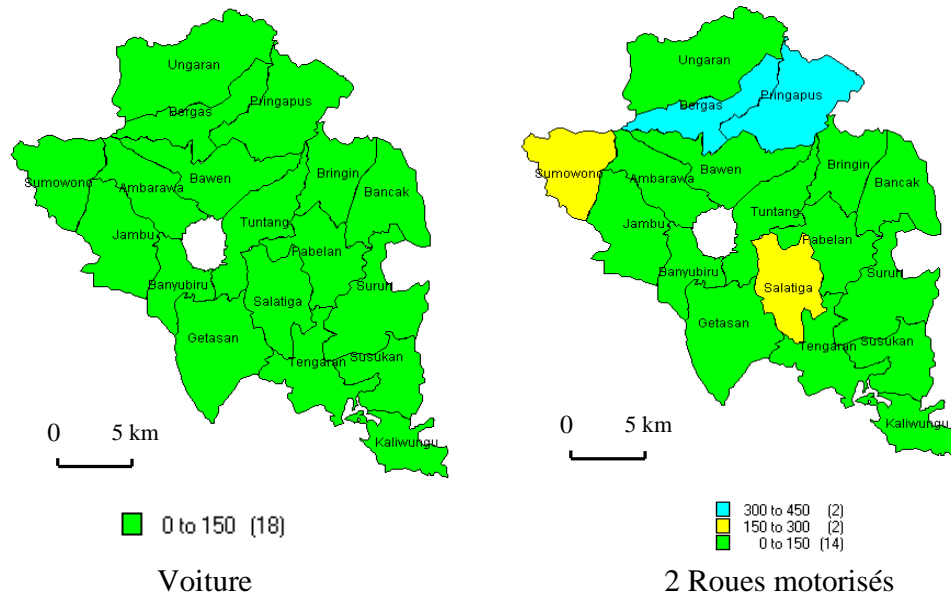 Ungaran
Pringapus
Bergas
Sumowono
Ambarawa
Bawen
Bringin
Bancak
Jambu
Tuntang
Pabelan
Banyubiru
Salatiga
Suruh
Getasan
Tengaran
Susukan
Kaliwungu
0 5 km
0 to 150 (18)
Voiture
Ungaran
Pringapus
Bergas
Sumowono
Ambarawa
Bawen
Bringin
Bancak
Jambu
Tuntang
Pabelan
Banyubiru
Salatiga
Suruh
Getasan
Tengaran
Susukan
Kaliwungu
0 5 km
300 to 450 (2)
150 to 300 (2)
0 to 150 (14)
2 Roues motorisés